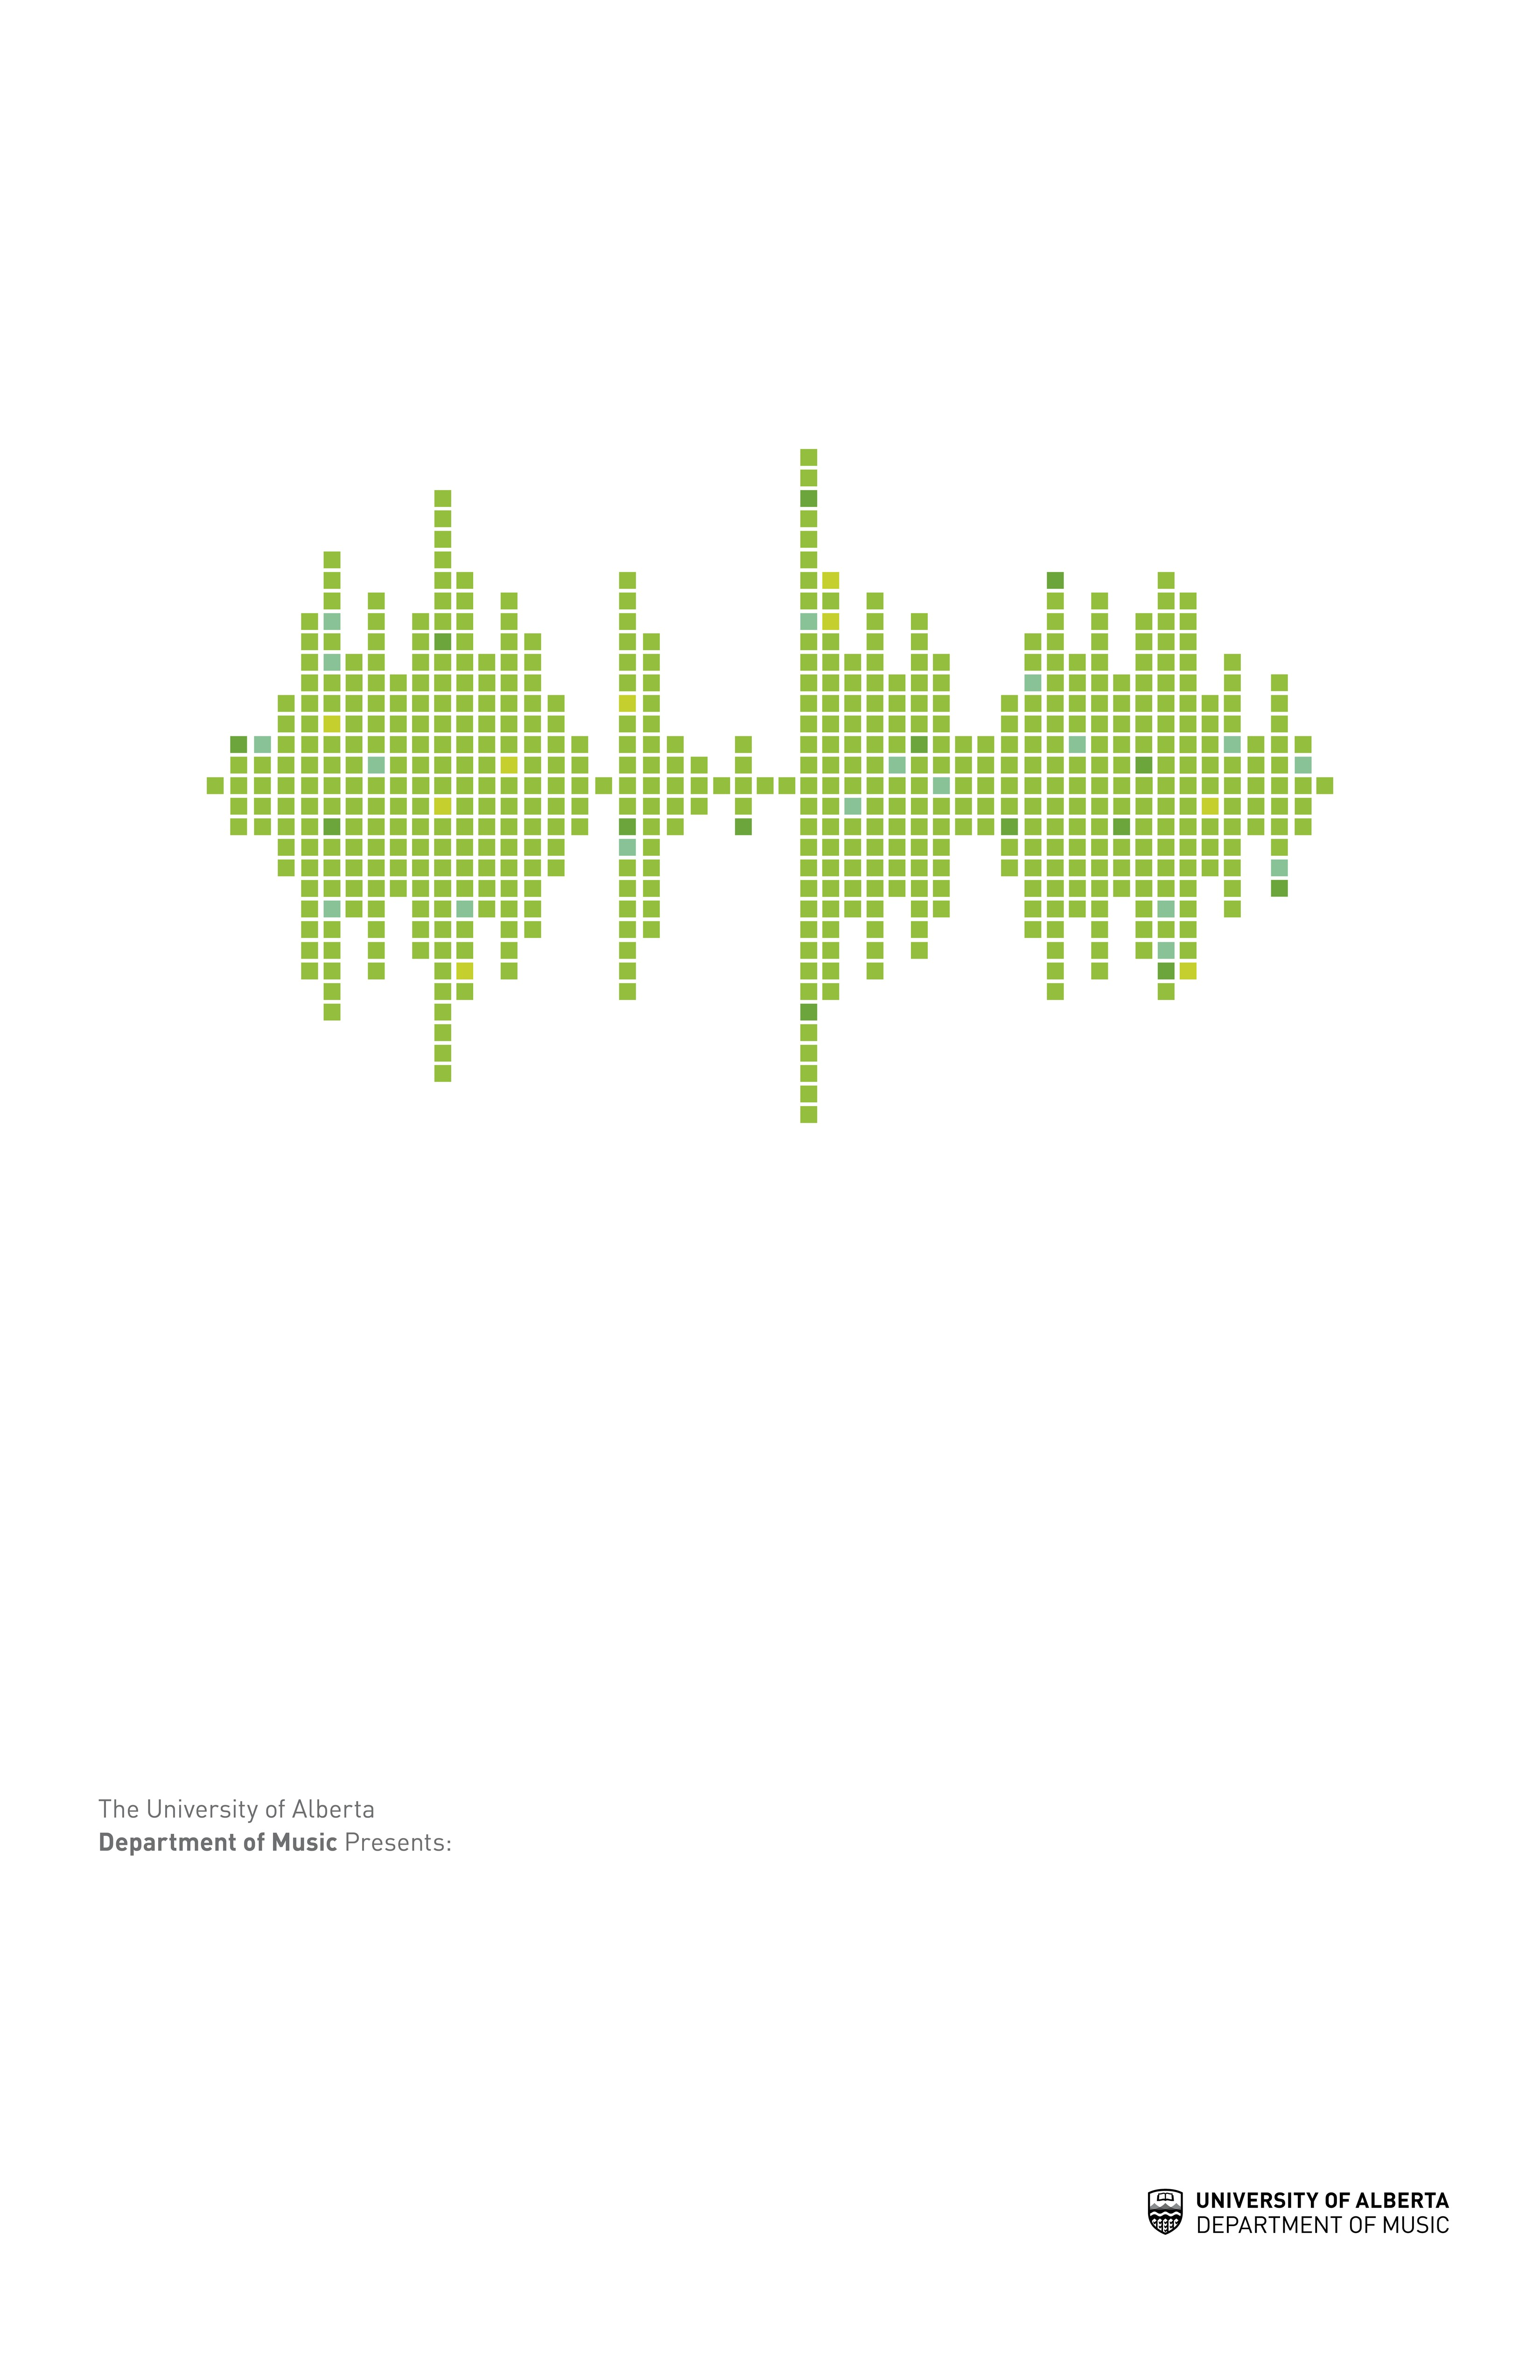 The University of Alberta
Department of Music Presents:
UNIVERSITY OF ALBERTA
DEPARTMENT OF MUSIC